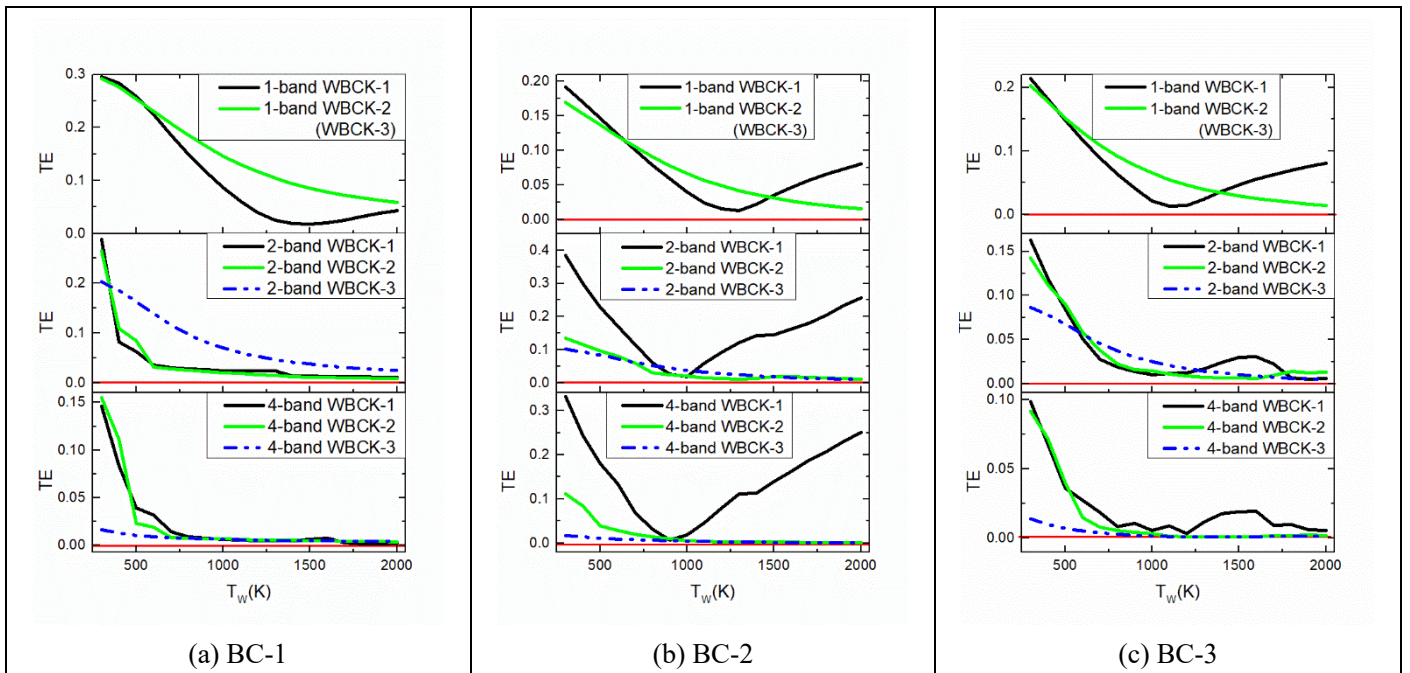 0.3
0.2
0.1
0.0
TE
1-band WBCK-1
1-band WBCK-2
(WBCK-3)
0.2
0.1
0.0
TE
2-band WBCK-1
2-band WBCK-2
2-band WBCK-3
0.15
0.10
0.05
0.00
TE
4-band WBCK-1
4-band WBCK-2
4-band WBCK-3
500 1000 1500 2000
TW(K)
(a) BC-1
0.20
0.15
0.10
0.05
0.00
TE
1-band WBCK-1
1-band WBCK-2
(WBCK-3)
0.4
0.3
0.2
0.1
0.0
TE
2-band WBCK-1
2-band WBCK-2
2-band WBCK-3
0.3
0.2
0.1
0.0
TE
4-band WBCK-1
4-band WBCK-2
4-band WBCK-3
500 1000 1500 2000
TW(K)
(b) BC-2
0.2
0.1
0.0
TE
1-band WBCK-1
1-band WBCK-2
(WBCK-3)
0.15
0.10
0.05
0.00
TE
2-band WBCK-1
2-band WBCK-2
2-band WBCK-3
0.10
0.05
0.00
TE
4-band WBCK-1
4-band WBCK-2
4-band WBCK-3
500 1000 1500 2000
TW(K)
(c) BC-3